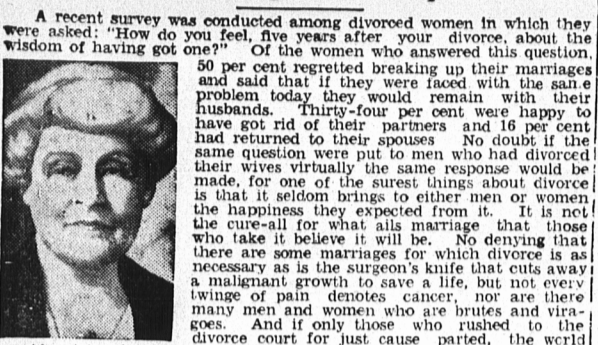 A recent survey was conducted among divorced women in which they
were asked: "How do you feel, five years after your divorce, about the
wisdom of having got one?" Of the women who answered this question,
50 per cent regretted breaking up their marriages
and said that if they were faced with the san.e
problem today they would remain with their
husbands. Thirty-four per cent were happy to
have got rid of their partners and 16 per cent
had returned to their spouses No doubt if the
same question were put to men who had divorced
their wives virtually the same response would be
made, for one of the surest things about divorce
is that it seldom brings to either men or women
the happiness they expected from it. It is not
the cure-all for what ails marriage that those
who take it believe it will be. No denying that
there are some marriages for which divorce is as
necessary as is the surgeon's knife that cuts away
a malignant growth to save a life, but not every
twinge of pain denotes cancer, nor are there
many men and women who are brutes and vira-
goes. And if only those who rushed to the
divorce court for just cause parted, the world